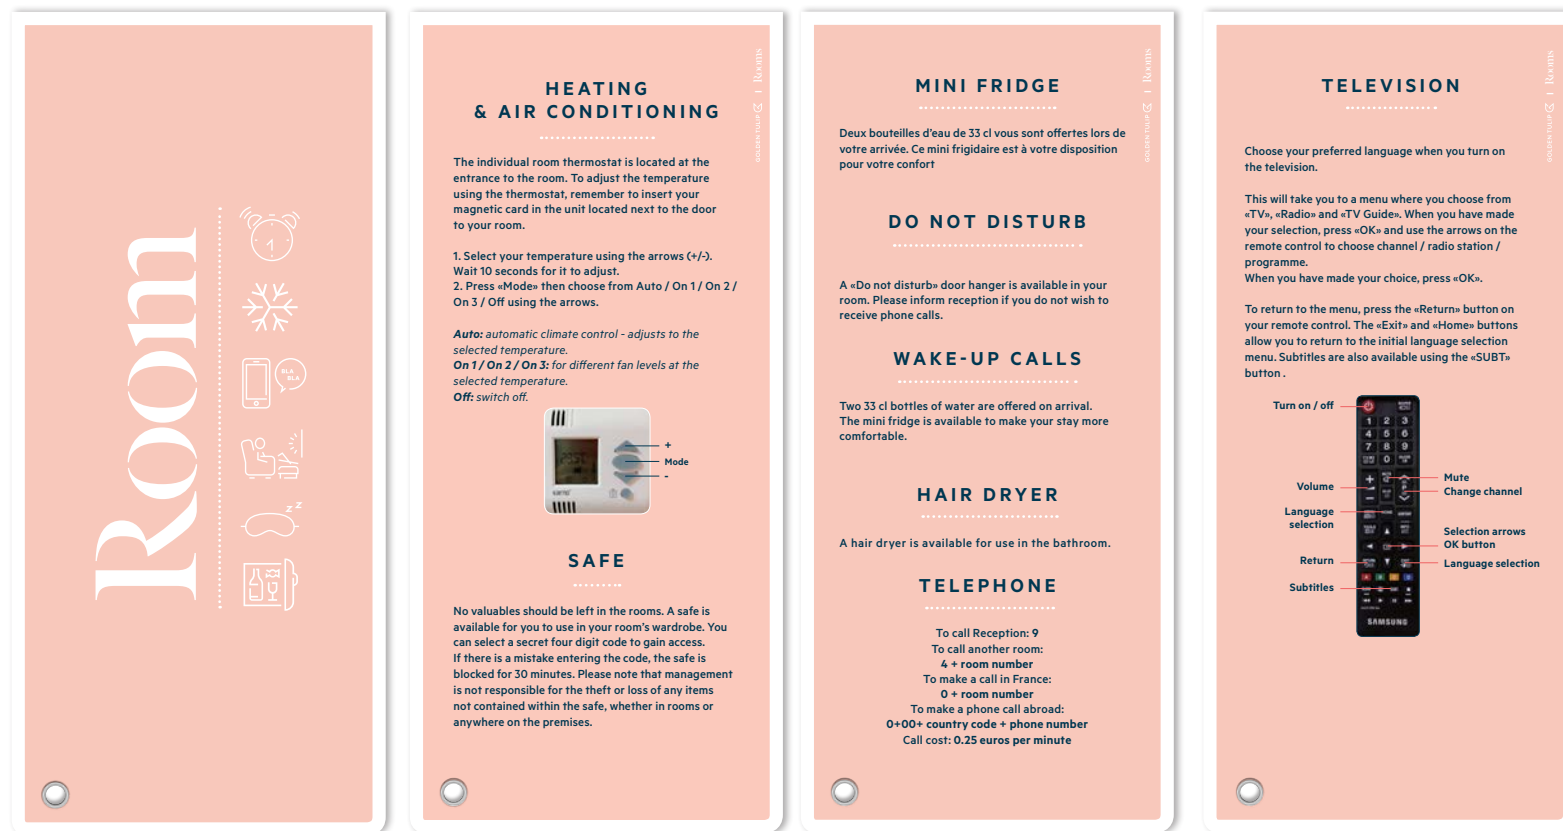 Room
BLA
BLA
GOLDEN TULIP | Rooms
HEATING
& AIR CONDITIONING
The individual room thermostat is located at the
entrance to the room. To adjust the temperature
using the thermostat, remember to insert your
magnetic card in the unit located next to the door
to your room.
1. Select your temperature using the arrows (+/-).
Wait 10 seconds for it to adjust.
2. Press «Mode» then choose from Auto / On 1 / On 2 /
On 3 / Off using the arrows.
Auto: automatic climate control - adjusts to the
selected temperature.
On 1 / On 2 / On 3: for different fan levels at the
selected temperature.
Off: switch off.
+
Mode
-
SAFE
No valuables should be left in the rooms. A safe is
available for you to use in your room's wardrobe. You
can select a secret four digit code to gain access.
If there is a mistake entering the code, the safe is
blocked for 30 minutes. Please note that management
is not responsible for the theft or loss of any items
not contained within the safe, whether in rooms or
anywhere on the premises.
GOLDEN TULIP | Rooms
MINI FRIDGE
Deux bouteilles d'eau de 33 cl vous sont offertes lors de
votre arrivée. Ce mini frigidaire est à votre disposition
pour votre confort
DO NOT DISTURB
A «Do not disturb» door hanger is available in your
room. Please inform reception if you do not wish to
receive phone calls.
WAKE-UP CALLS
Two 33 cl bottles of water are offered on arrival.
The mini fridge is available to make your stay more
comfortable.
HAIR DRYER
A hair dryer is available for use in the bathroom.
TELEPHONE
To call Reception: 9
To call another room:
4 + room number
To make a call in France:
0 + room number
To make a phone call abroad:
0+00+ country code + phone number
Call cost: 0.25 euros per minute
GOLDEN TULIP | Rooms
TELEVISION
Choose your preferred language when you turn on
the television.
This will take you to a menu where you choose from
«TV», «Radio» and «TV Guide». When you have made
your selection, press «OK» and use the arrows on the
remote control to choose channel / radio station /
programme.
When you have made your choice, press «OK».
To return to the menu, press the «Return» button on
your remote control. The «Exit» and «Home» buttons
allow you to return to the initial language selection
menu. Subtitles are also available using the «SUBT»
button .
Turn on / off
1 2 3
4 5 6
7 8 9
0
Volume
Mute
Change channel
Language
selection
Selection arrows
OK button
Return
Language selection
Subtitles
SAMSUNG